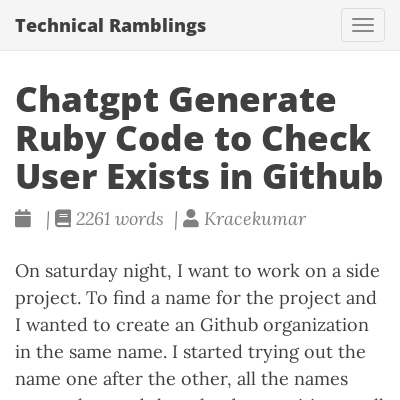 Technical Ramblings
Chatgpt Generate
Ruby Code to Check
User Exists in Github
| 2261 words | Kracekumar
On saturday night, I want to work on a side
project. To find a name for the project and
I wanted to create an Github organization
in the same name. I started trying out the
name one after the other, all the names